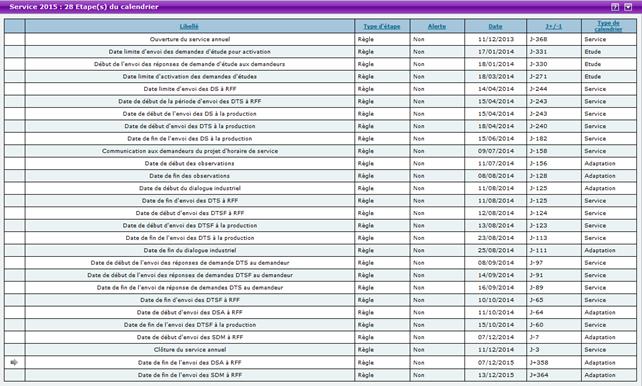 Service 2015 : 28 Etape(s) du calendrier
Libellé Type d'étape Alerte Date J+/-1 Type de calendrier
Ouverture du service annuel Règle Non 11/12/2013 J-368 Service
Date limite d'envoi des demandes d'étude pour activation Règle Non 17/01/2014 J-331 Etude
Début de l'envoi des réponses de demande d'étude aux demandeurs Règle Non 18/01/2014 J-330 Etude
Date limite d'activation des demandes d'études Règle Non 18/03/2014 J-271 Etude
Date limite d'envoi des DS à RFF Règle Non 14/04/2014 J-244 Service
Date de début de la période d'envoi des DTS à RFF Règle Non 15/04/2014 J-243 Service
Date de début de l'envoi des DS à la production Règle Non 15/04/2014 J-243 Service
Date de début d'envoi des DTS à la production Règle Non 18/04/2014 J-240 Service
Date de fin de l'envoi des DS à la production Règle Non 15/06/2014 J-182 Service
Communication aux demandeurs du projet d'horaire de service Règle Non 09/07/2014 J-158 Service
Date de début des observations Règle Non 11/07/2014 J-156 Adaptation
Date de fin des observations Règle Non 08/08/2014 J-128 Adaptation
Date de début du dialogue industriel Règle Non 11/08/2014 J-125 Adaptation
Date de fin d'envoi des DTS à RFF Règle Non 11/08/2014 J-125 Service
Date de début d'envoi des DTSF à RFF Règle Non 12/08/2014 J-124 Service
Date de début d'envoi des DTSF à la production Règle Non 13/08/2014 J-123 Service
Date de fin de l'envoi des DTS à la production Règle Non 23/08/2014 J-113 Service
Date de fin du dialogue industriel Règle Non 25/08/2014 J-111 Adaptation
Date de début de l'envoi des réponses de demande DTS au demandeur Règle Non 08/09/2014 J-97 Service
Date de début d'envoi des réponses de demandes DTSF au demandeur Règle Non 14/09/2014 J-91 Service
Date de fin de l'envoi de réponse de demandes DTS au demandeur Règle Non 16/09/2014 J-89 Service
Date de fin d'envoi des DTSF à RFF Règle Non 10/10/2014 J-65 Service
Date de début d'envoi des DSA à RFF Règle Non 11/10/2014 J-64 Adaptation
Date de fin de l'envoi des DTSF à la production Règle Non 15/10/2014 J-60 Service
Date de début d'envoi des SDM à RFF Règle Non 07/12/2014 J-7 Adaptation
Clôture du service annuel Règle Non 11/12/2014 J-3 Service
Date de fin de l'envoi des DSA à RFF Règle Non 07/12/2015 J+358 Adaptation
Date de fin de l'envoi des SDM à RFF Règle Non 13/12/2015 J+364 Adaptation